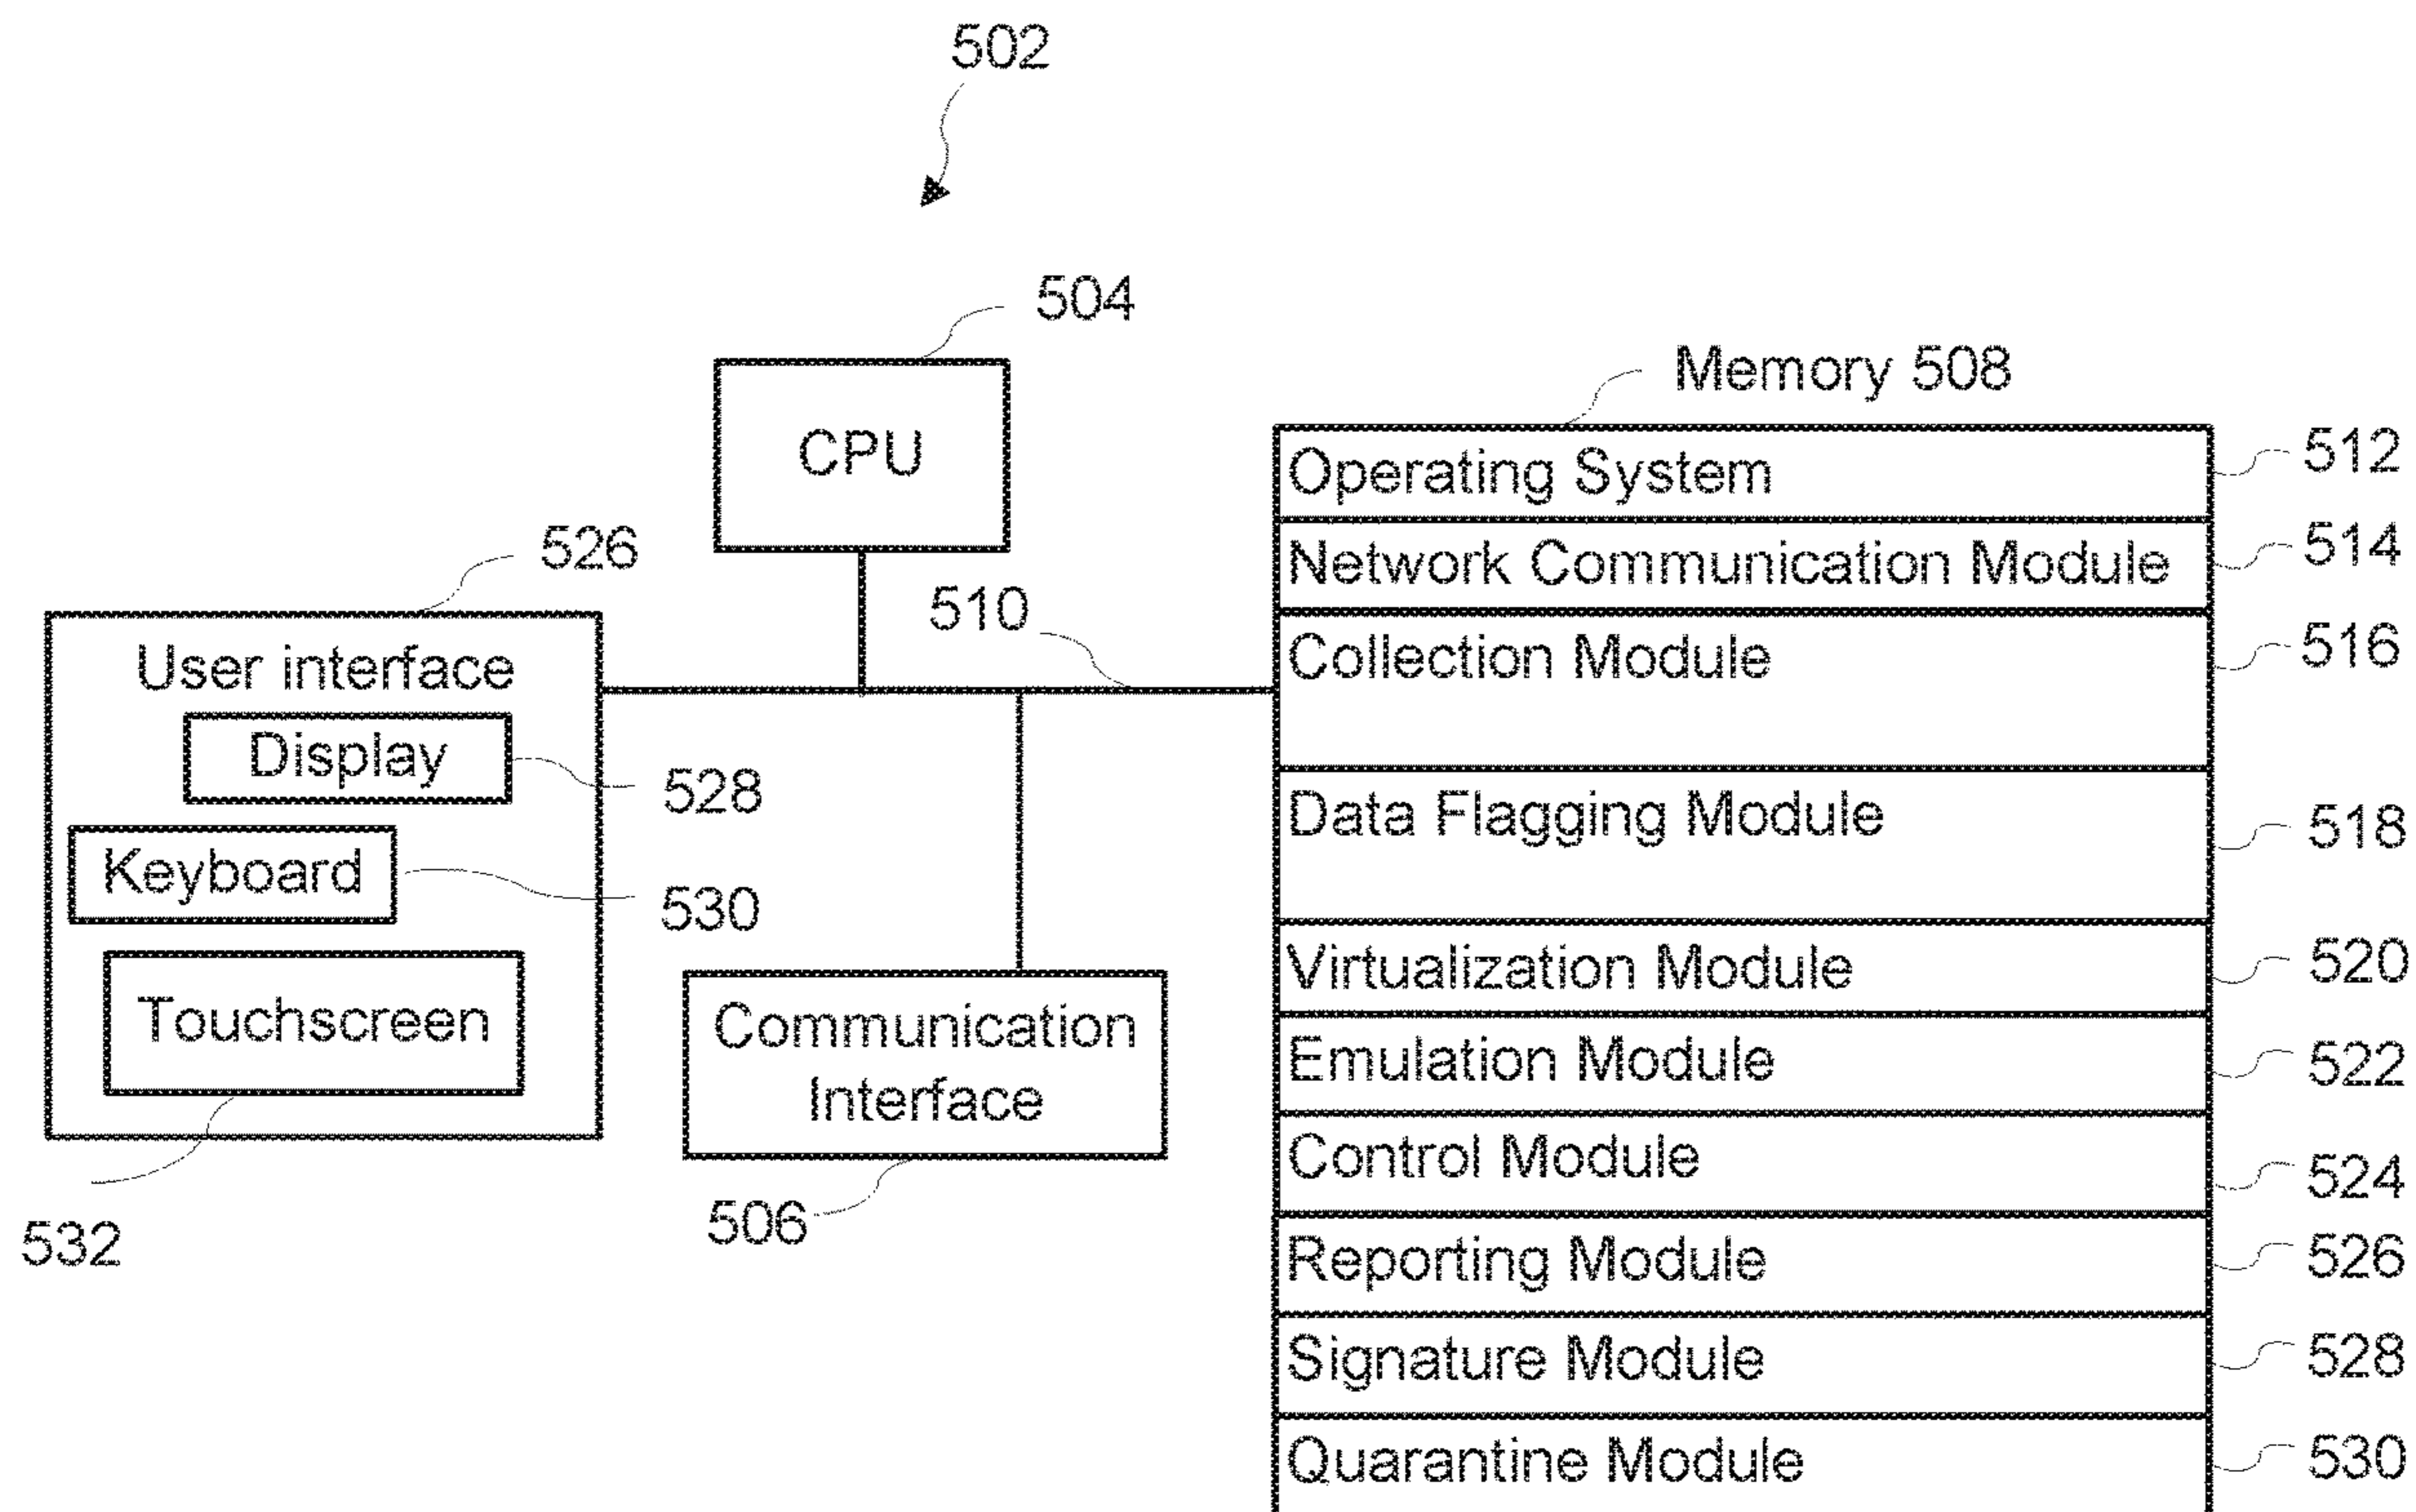 502
504
CPU
Memory 508
Operating System
512
Network Communication Module
514
Collection Module
516
Data Flagging Module
518
Virtualization Module
520
Emulation Module
522
Control Module
524
Reporting Module
526
Signature Module
528
Quarantine Module
530
526
510
User interface
Display
528
Keyboard
530
Touchscreen
532
Communication
Interface
506